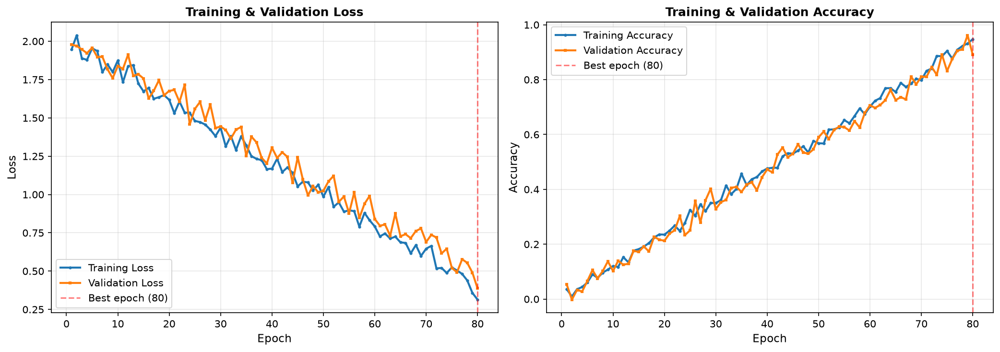 Training & Validation Loss
Loss
2.00
1.75
1.50
1.25
1.00
0.75
0.50
0.25
Training Loss
Validation Loss
Best epoch (80)
0 10 20 30 40 50 60 70 80
Epoch
Training & Validation Accuracy
Accuracy
1.0
0.8
0.6
0.4
0.2
0.0
Training Accuracy
Validation Accuracy
Best epoch (80)
0 10 20 30 40 50 60 70 80
Epoch